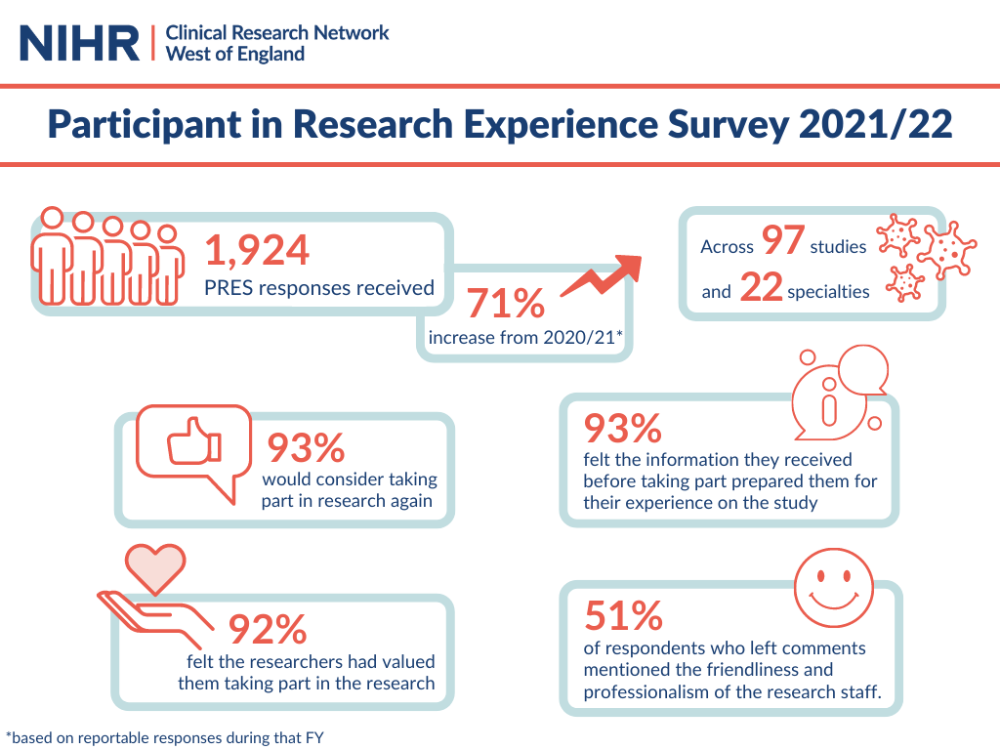 NIHR | Clinical Research Network
West of England
Participant in Research Experience Survey 2021/22
1,924
PRES responses received
71%
increase from 2020/21*
Across 97 studies
and 22 specialties
93%
would consider taking
part in research again
93%
felt the information they received
before taking part prepared them for
their experience on the study
92%
felt the researchers had valued
them taking part in the research
51%
of respondents who left comments
mentioned the friendliness and
professionalism of the research staff.
*based on reportable responses during that FY